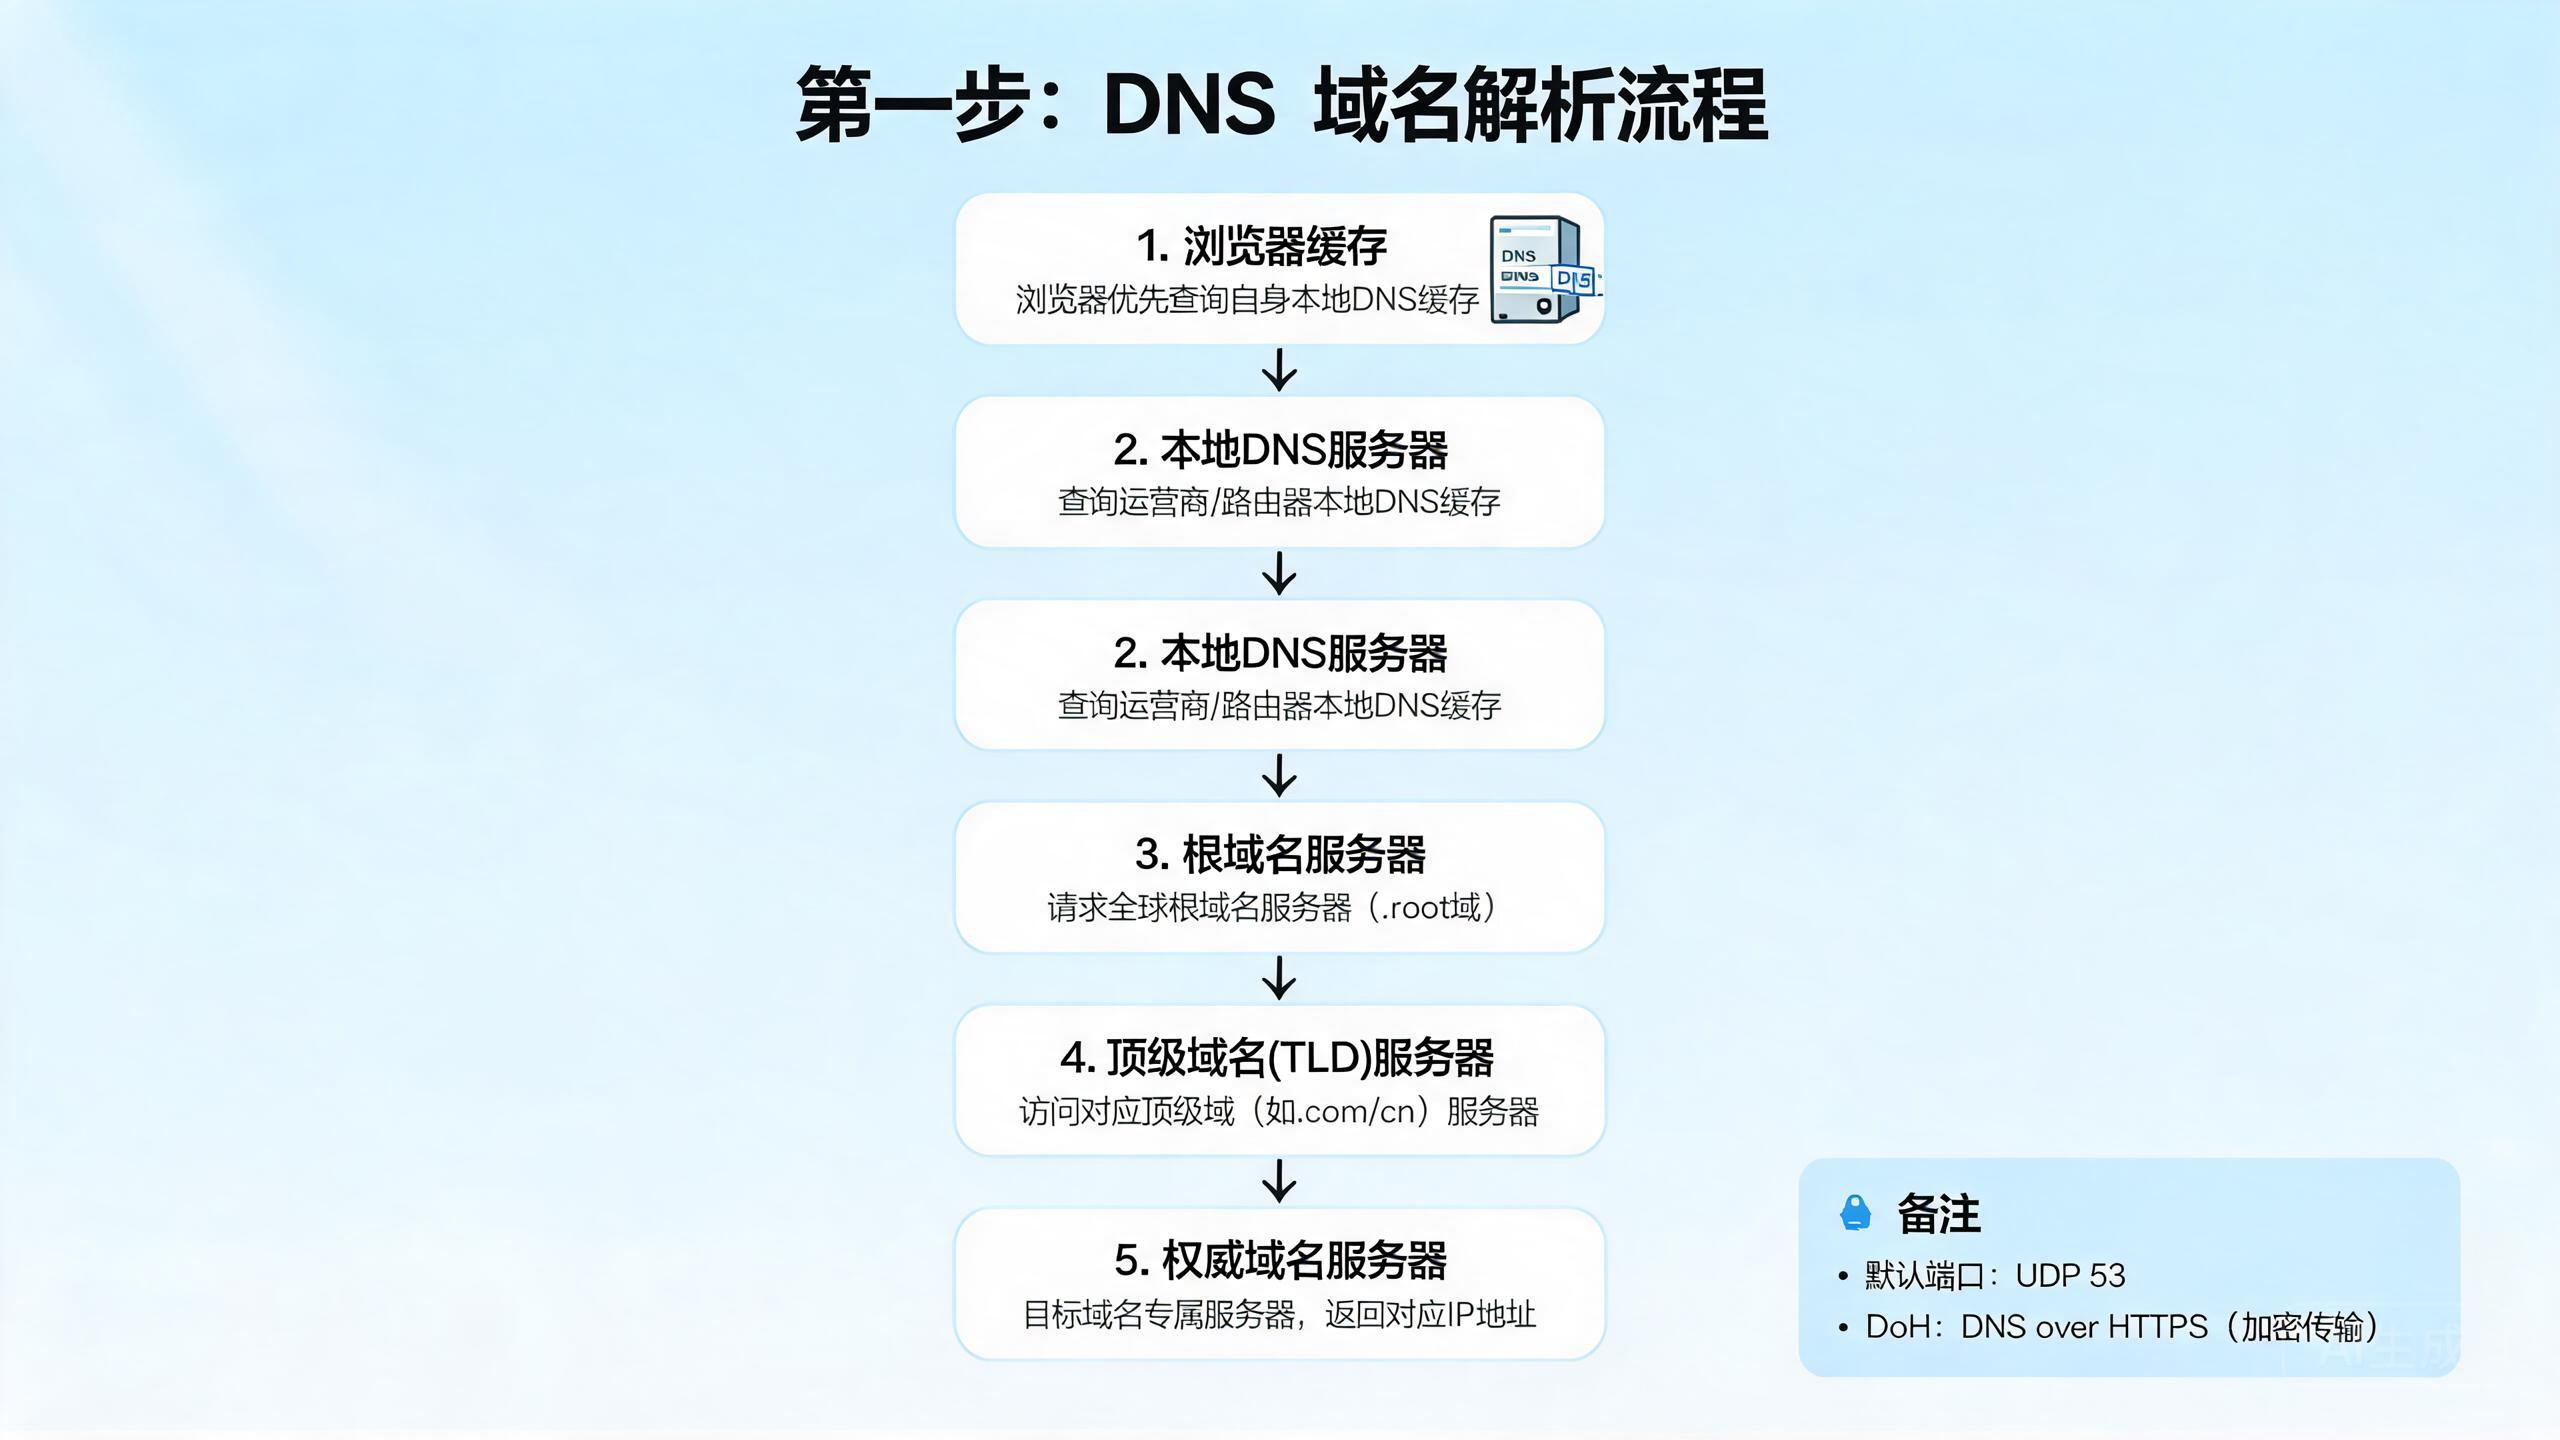 第一步：DNS 域名解析流程
1. 浏览器缓存
浏览器优先查询自身本地DNS缓存
DNS
DNS
DNS
2. 本地DNS服务器
查询运营商/路由器本地DNS缓存
2. 本地DNS服务器
查询运营商/路由器本地DNS缓存
3. 根域名服务器
请求全球根域名服务器（.root域）
4. 顶级域名(TLD)服务器
访问对应顶级域（如.com/cn）服务器
5. 权威域名服务器
目标域名专属服务器，返回对应IP地址
备注
• 默认端口：UDP 53
• DoH：DNS over HTTPS（加密传输）
AI生成